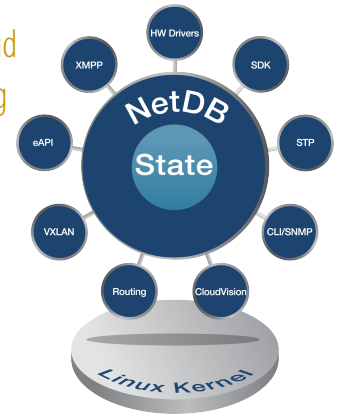 HW Drivers
XMPP
SDK
NetDB
eAPI
State
STP
VXLAN
CLI/SNMP
Routing
CloudVision
Linux Kernel